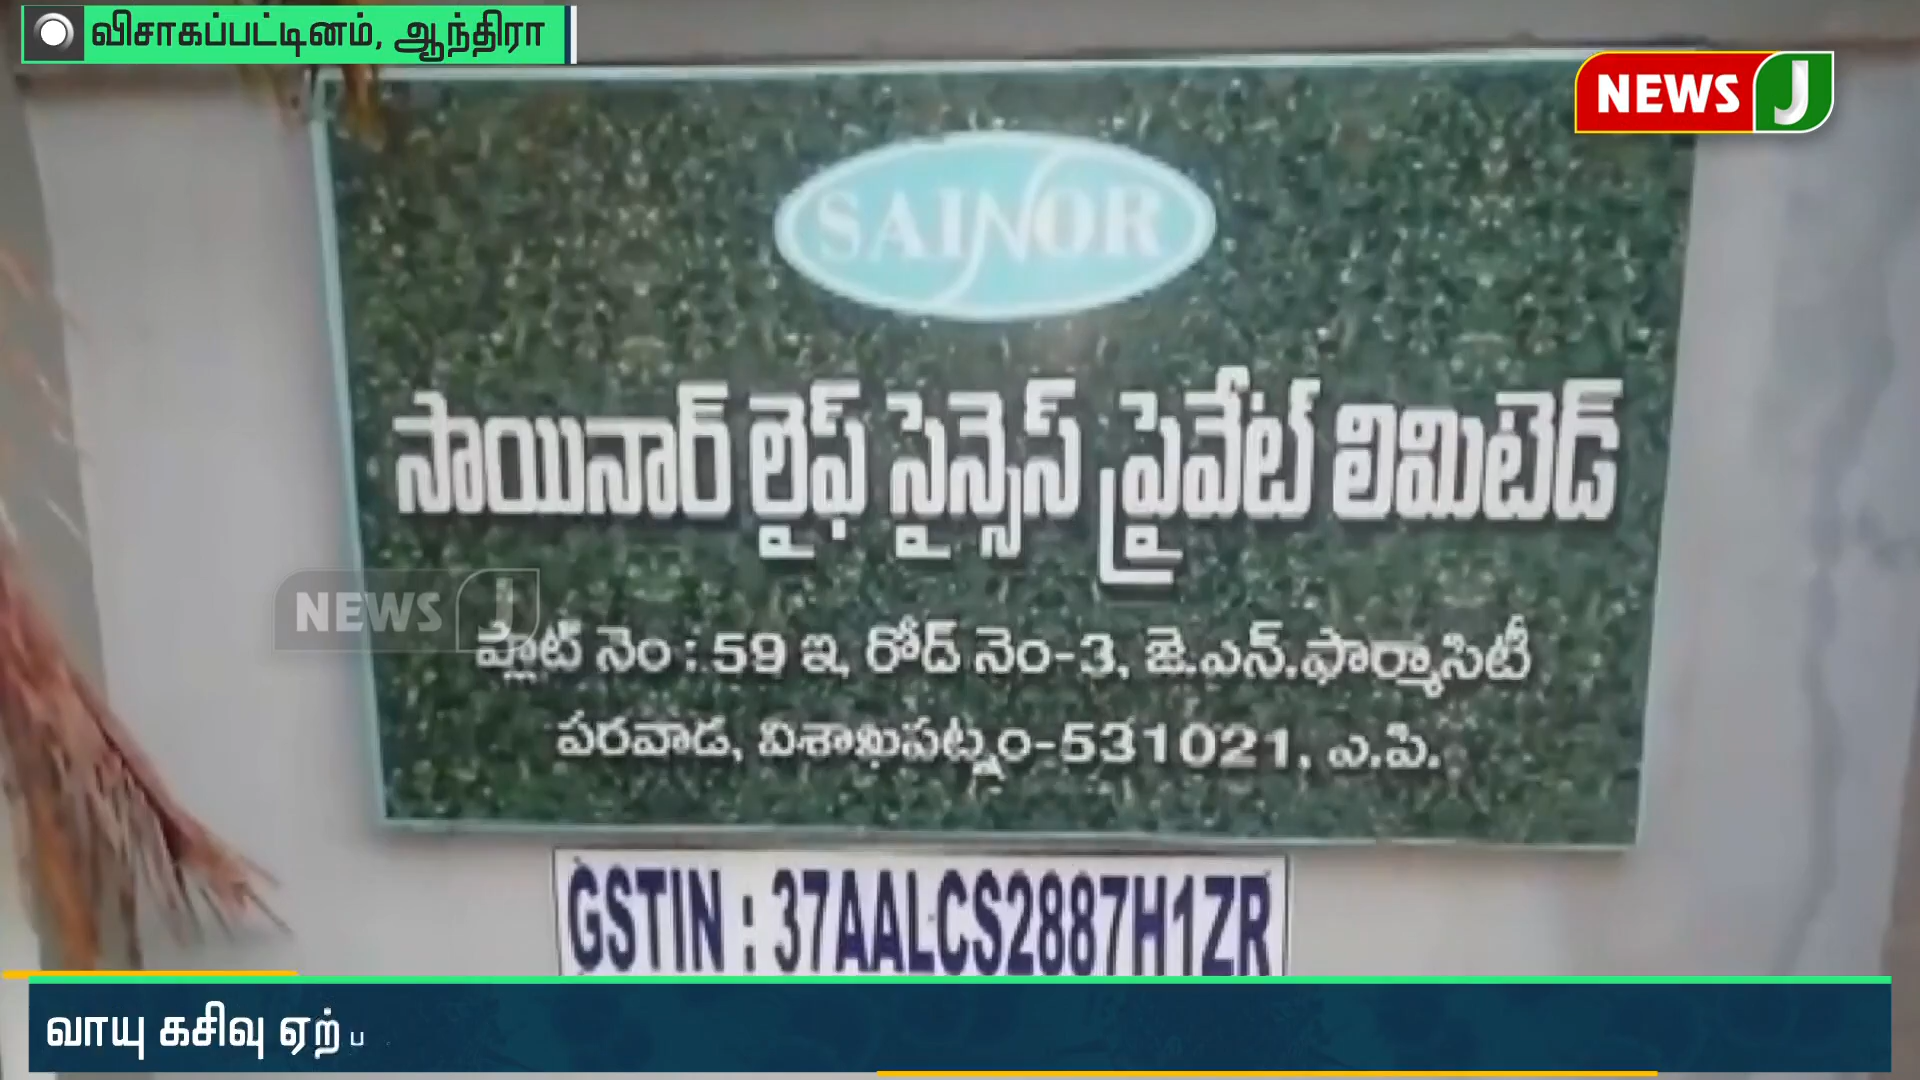 விசாகப்பட்டினம், ஆந்திரா
NEWS J
SAINOR
సాయినార్ లైఫ్ సైన్సెస్ ప్రైవేట్ లిమిటెడ్
NEWS J
ప్లాట్ నెం : 59 ఇ, రోడ్ నెం-3, జె.ఎన్.ఫార్మాసిటీ
పరవాడ, విశాఖపట్నం-531021, ఎ.పి.
GSTIN : 37AALCS2887H1ZR
வாயு கசிவு ஏற்ப